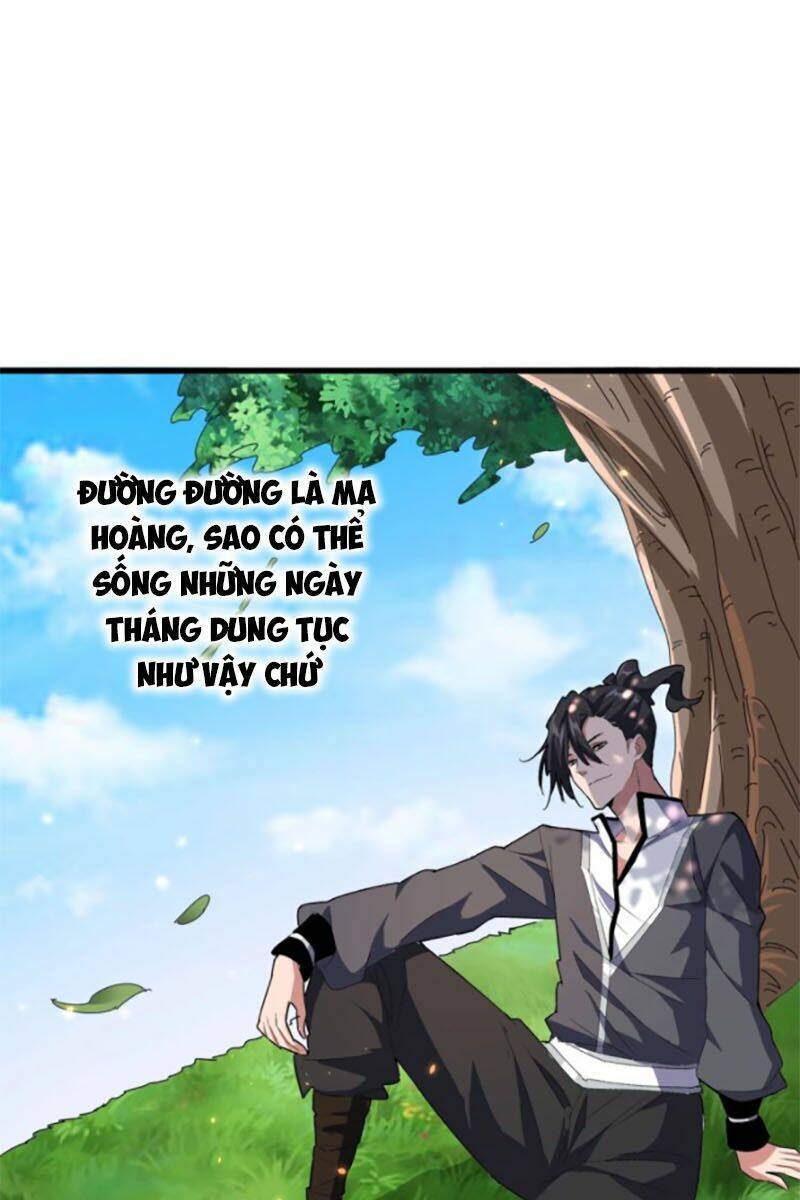 ĐƯỜNG ĐƯỜNG LÀ MA
HOÀNG, SAO CÓ THỂ
SỐNG NHỮNG NGÀY
THÁNG DUNG TỤC
NHƯ VẬY CHỨ